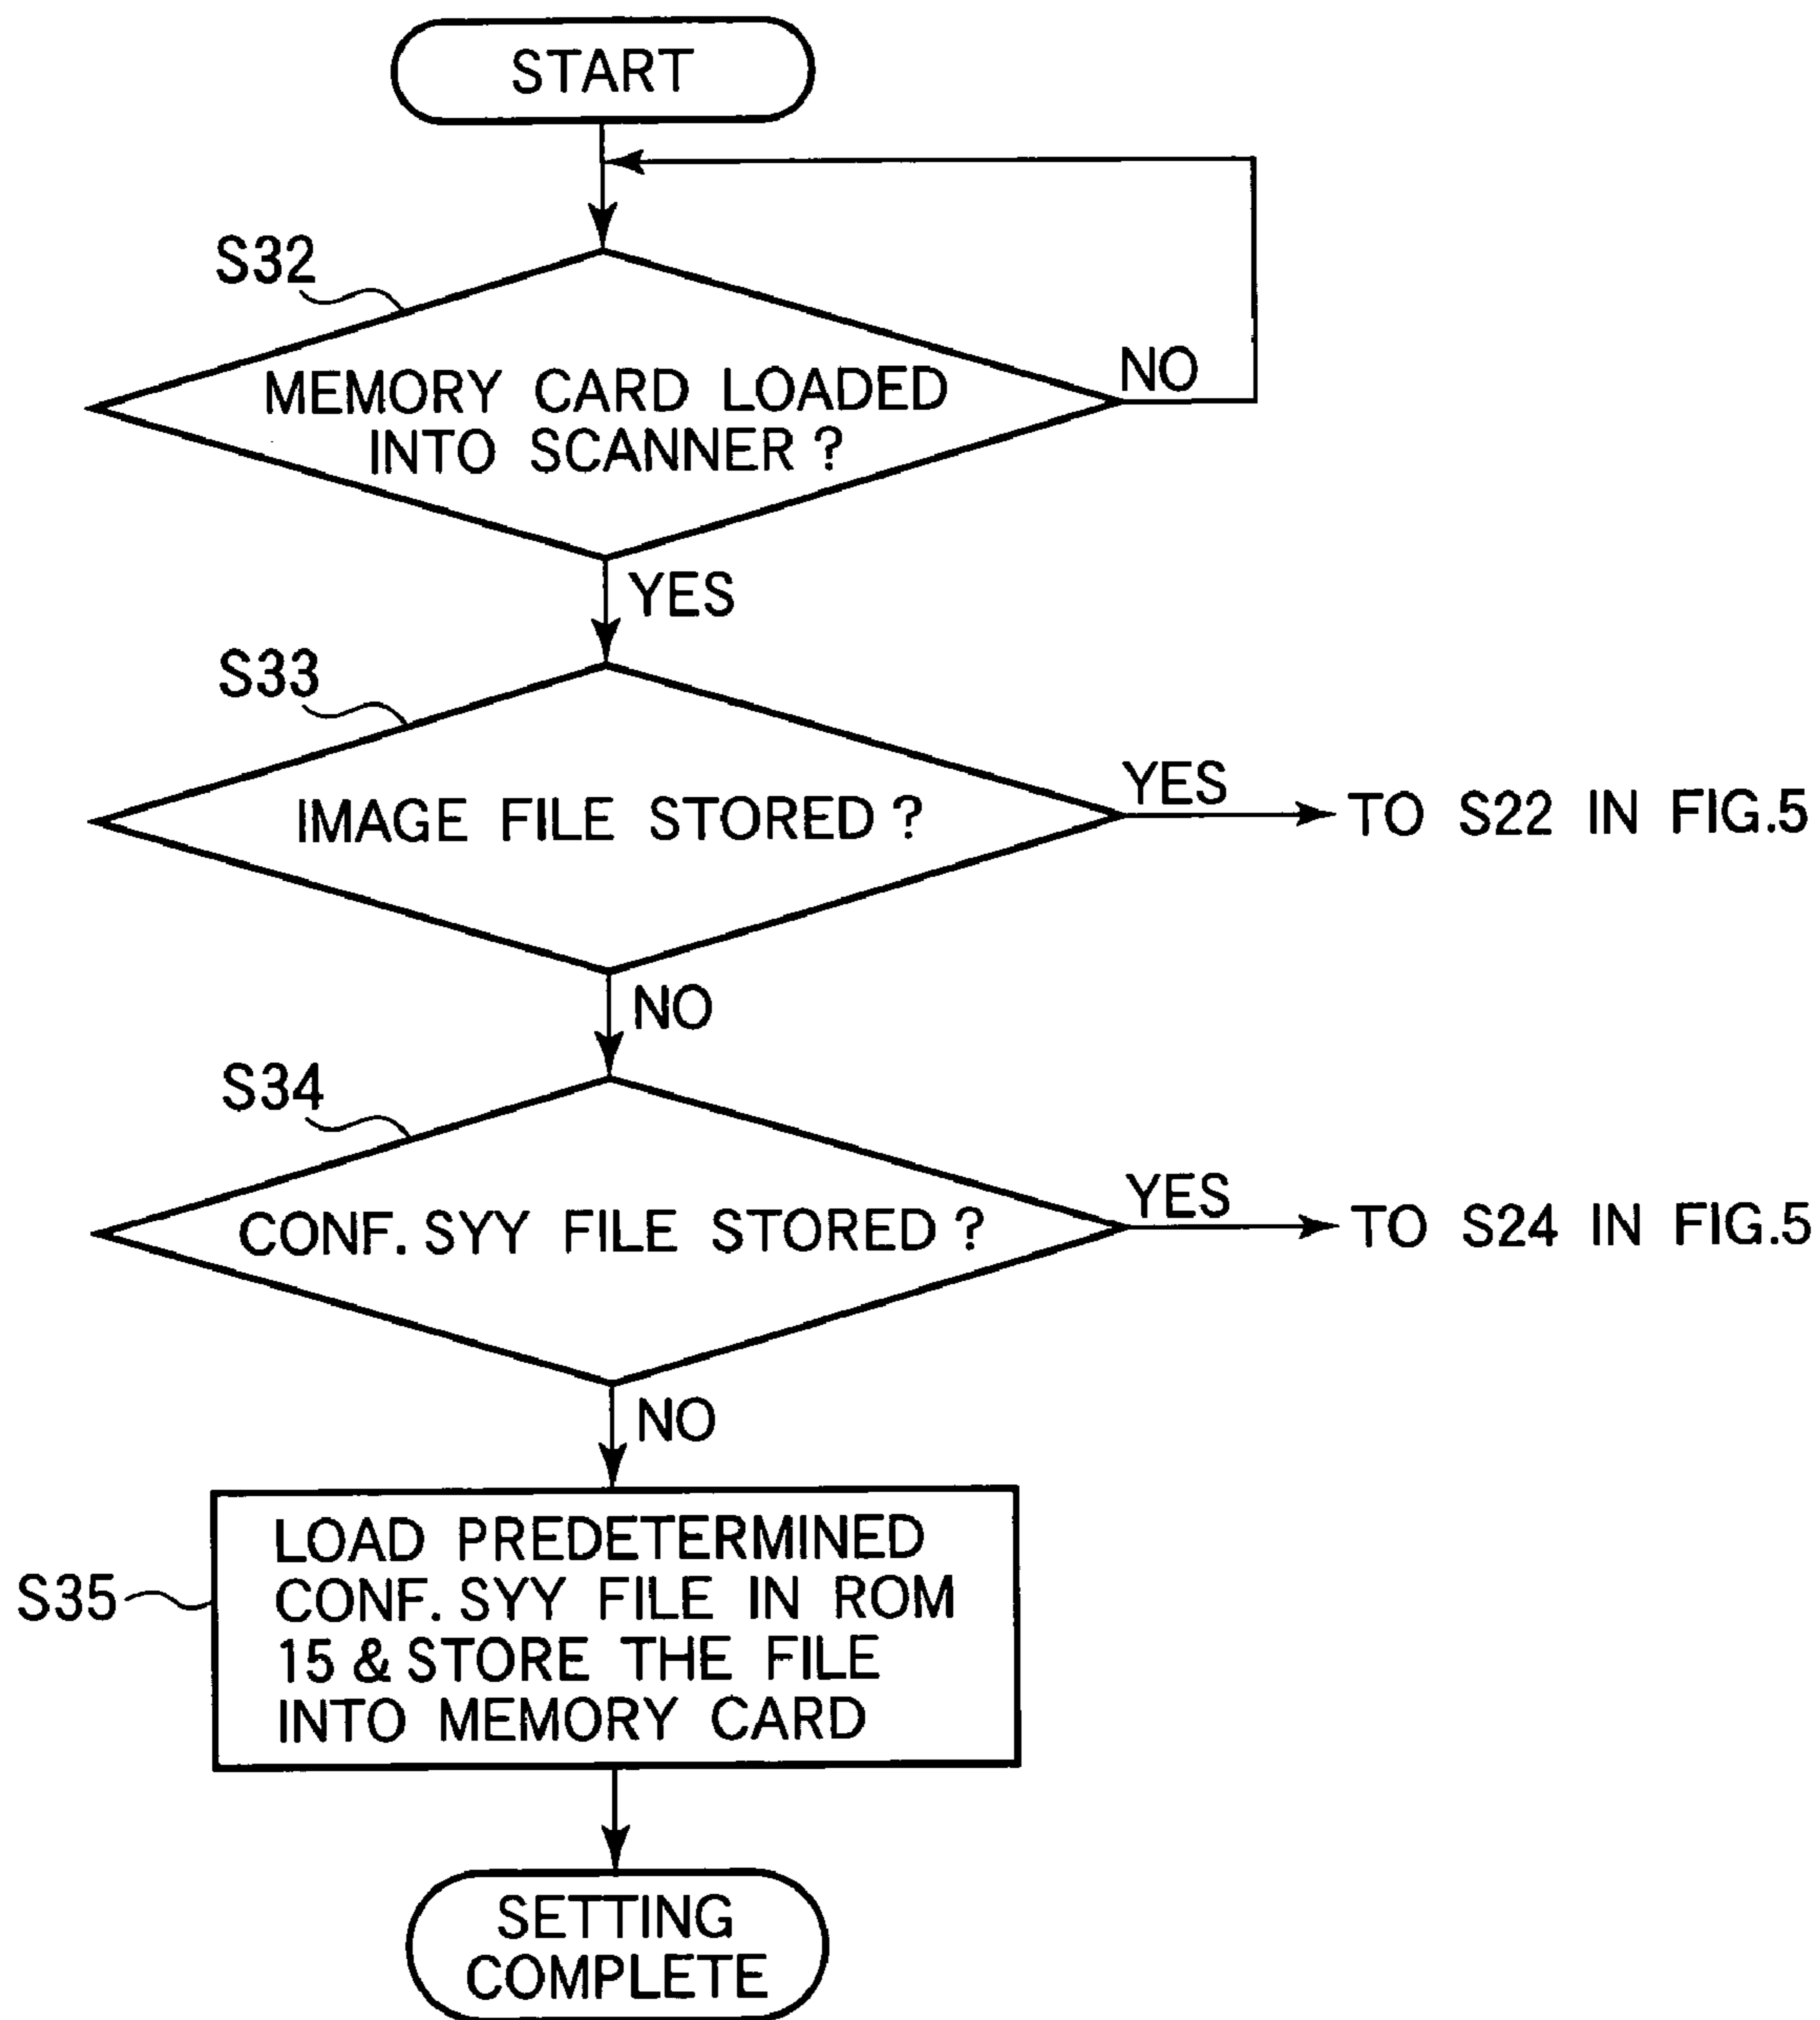 START
S32
MEMORY CARD LOADED
INTO SCANNER ?
NO
YES
S33
IMAGE FILE STORED ?
YES
TO S22 IN FIG.5
NO
S34
CONF. SYY FILE STORED ?
YES
TO S24 IN FIG.5
NO
S35
LOAD PREDETERMINED
CONF. SYY FILE IN ROM
15 & STORE THE FILE
INTO MEMORY CARD
SETTING
COMPLETE